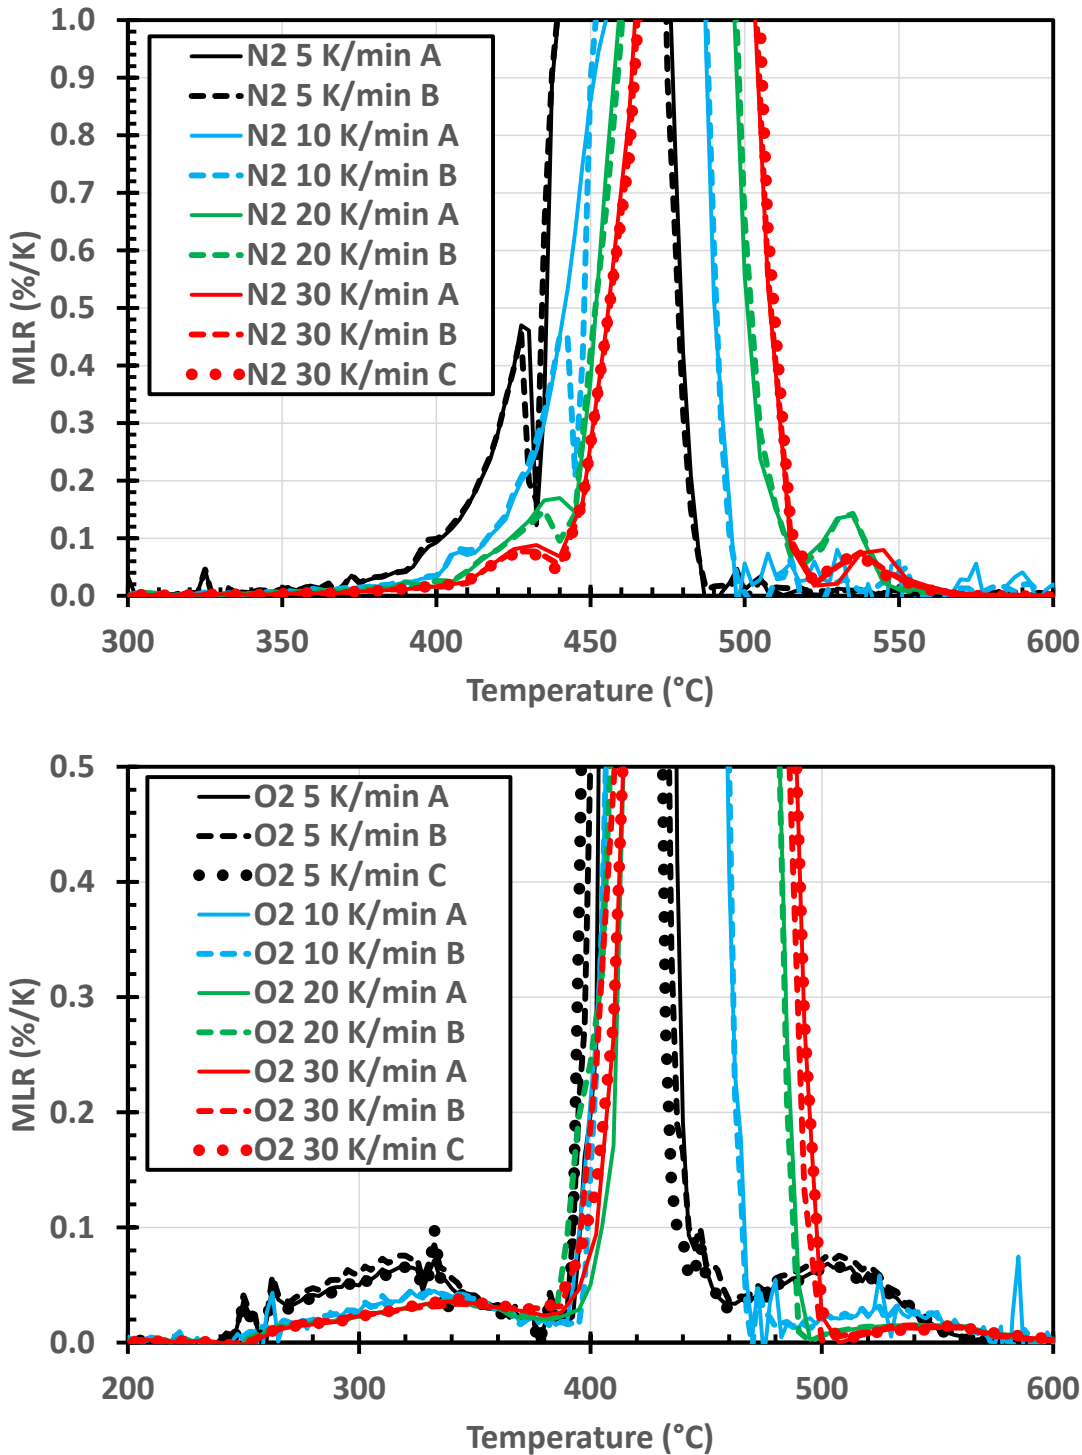 1.0
0.9
0.8
0.7
0.6
0.5
0.4
0.3
0.2
0.1
0.0
MLR (%/K)
N2 5 K/min A
N2 5 K/min B
N2 10 K/min A
N2 10 K/min B
N2 20 K/min A
N2 20 K/min B
N2 30 K/min A
N2 30 K/min B
N2 30 K/min C
300 350 400 450 500 550 600
Temperature (°C)
0.5
0.4
0.3
0.2
0.1
0.0
MLR (%/K)
O2 5 K/min A
O2 5 K/min B
O2 5 K/min C
O2 10 K/min A
O2 10 K/min B
O2 20 K/min A
O2 20 K/min B
O2 30 K/min A
O2 30 K/min B
O2 30 K/min C
200 300 400 500 600
Temperature (°C)